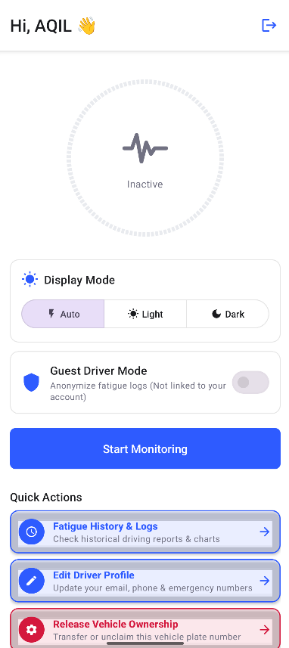 Hi, AQIL 👋
Inactive
Display Mode
Auto
Light
Dark
Guest Driver Mode
Anonymize fatigue logs (Not linked to your
account)
Start Monitoring
Quick Actions
Fatigue History & Logs
Check historical driving reports & charts
Edit Driver Profile
Update your email, phone & emergency numbers
Release Vehicle Ownership
Transfer or unclaim this vehicle plate number